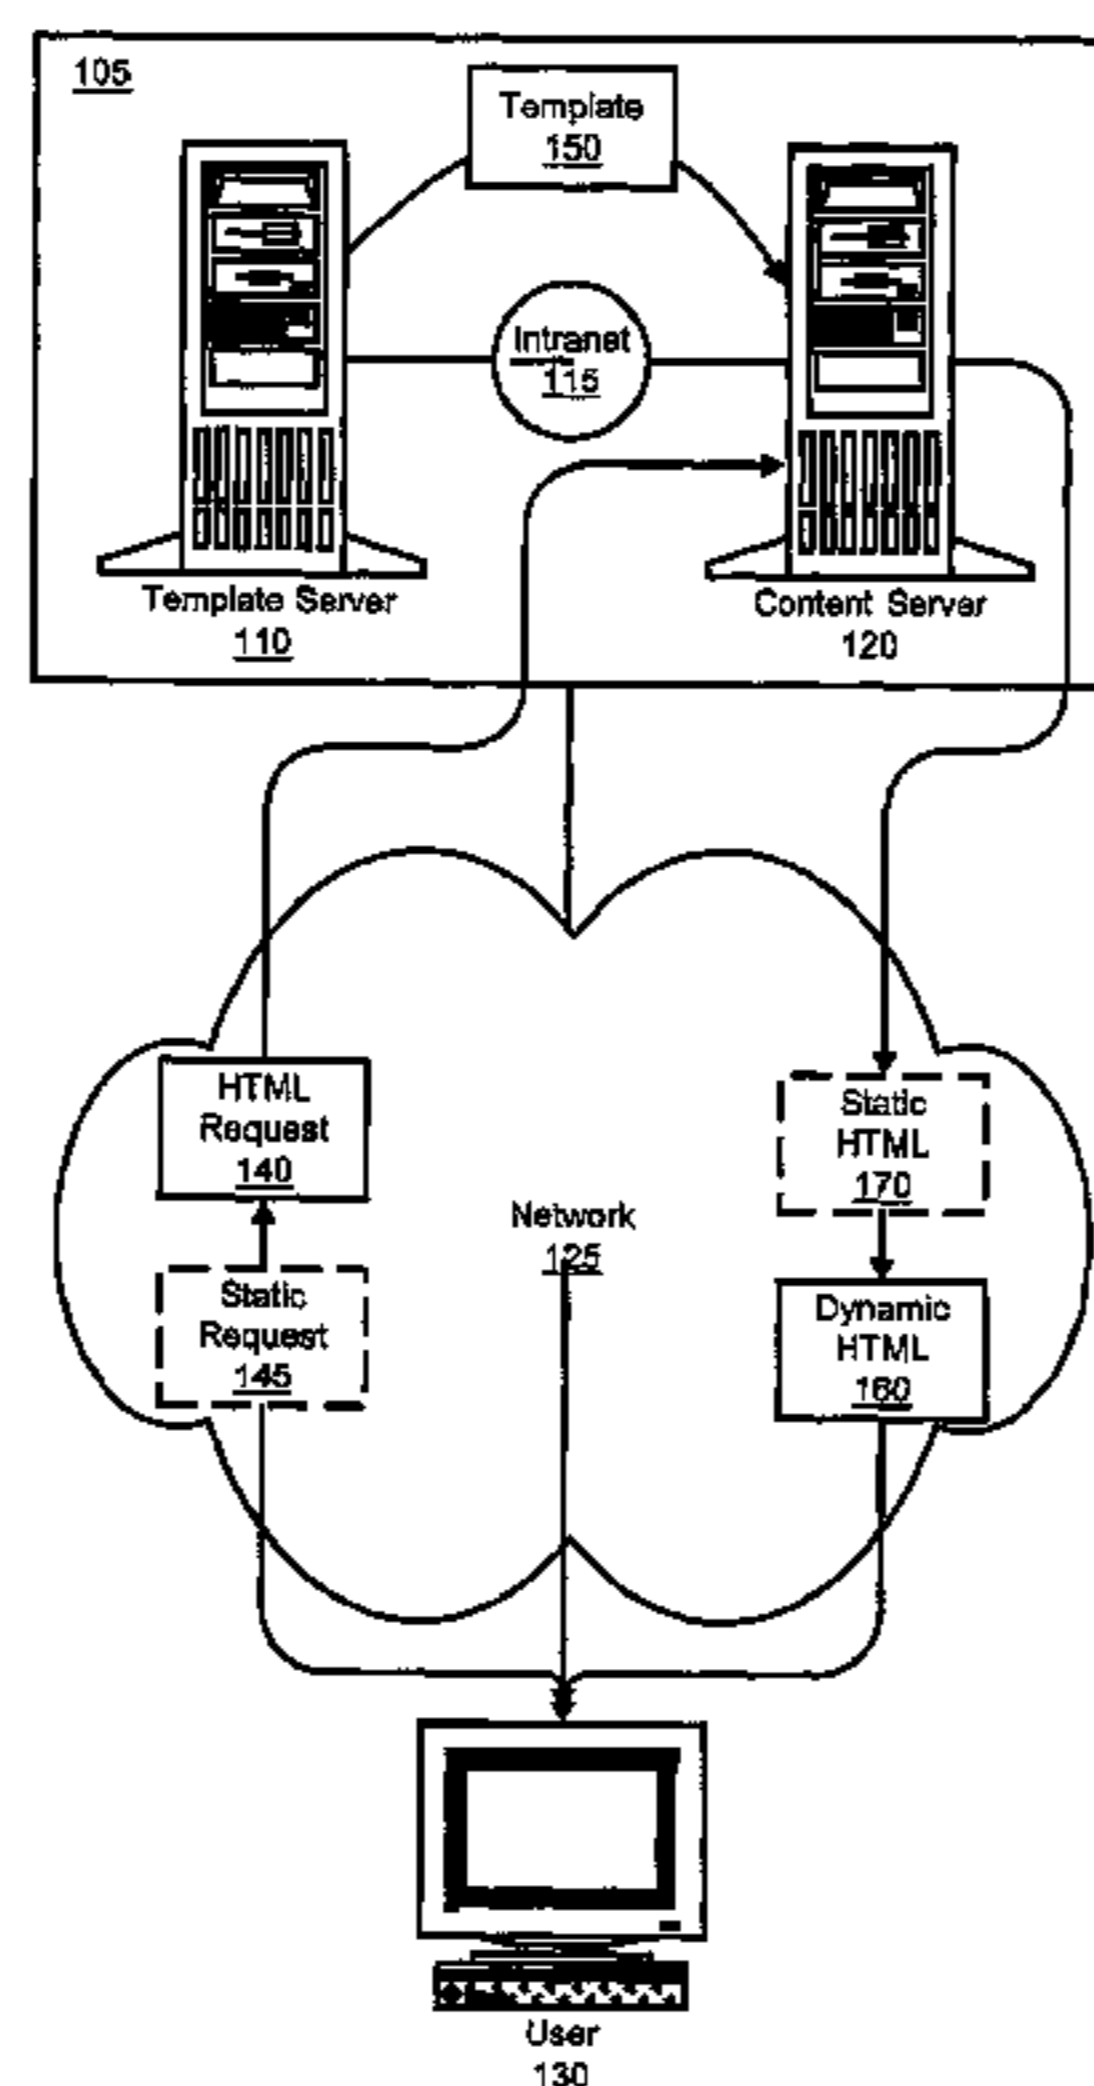 105
Template
150
Intranet
115
Template Server
110
Content Server
120
HTML
Request
140
Static
HTML
170
Network
125
Static
Request
145
Dynamic
HTML
160
User
130